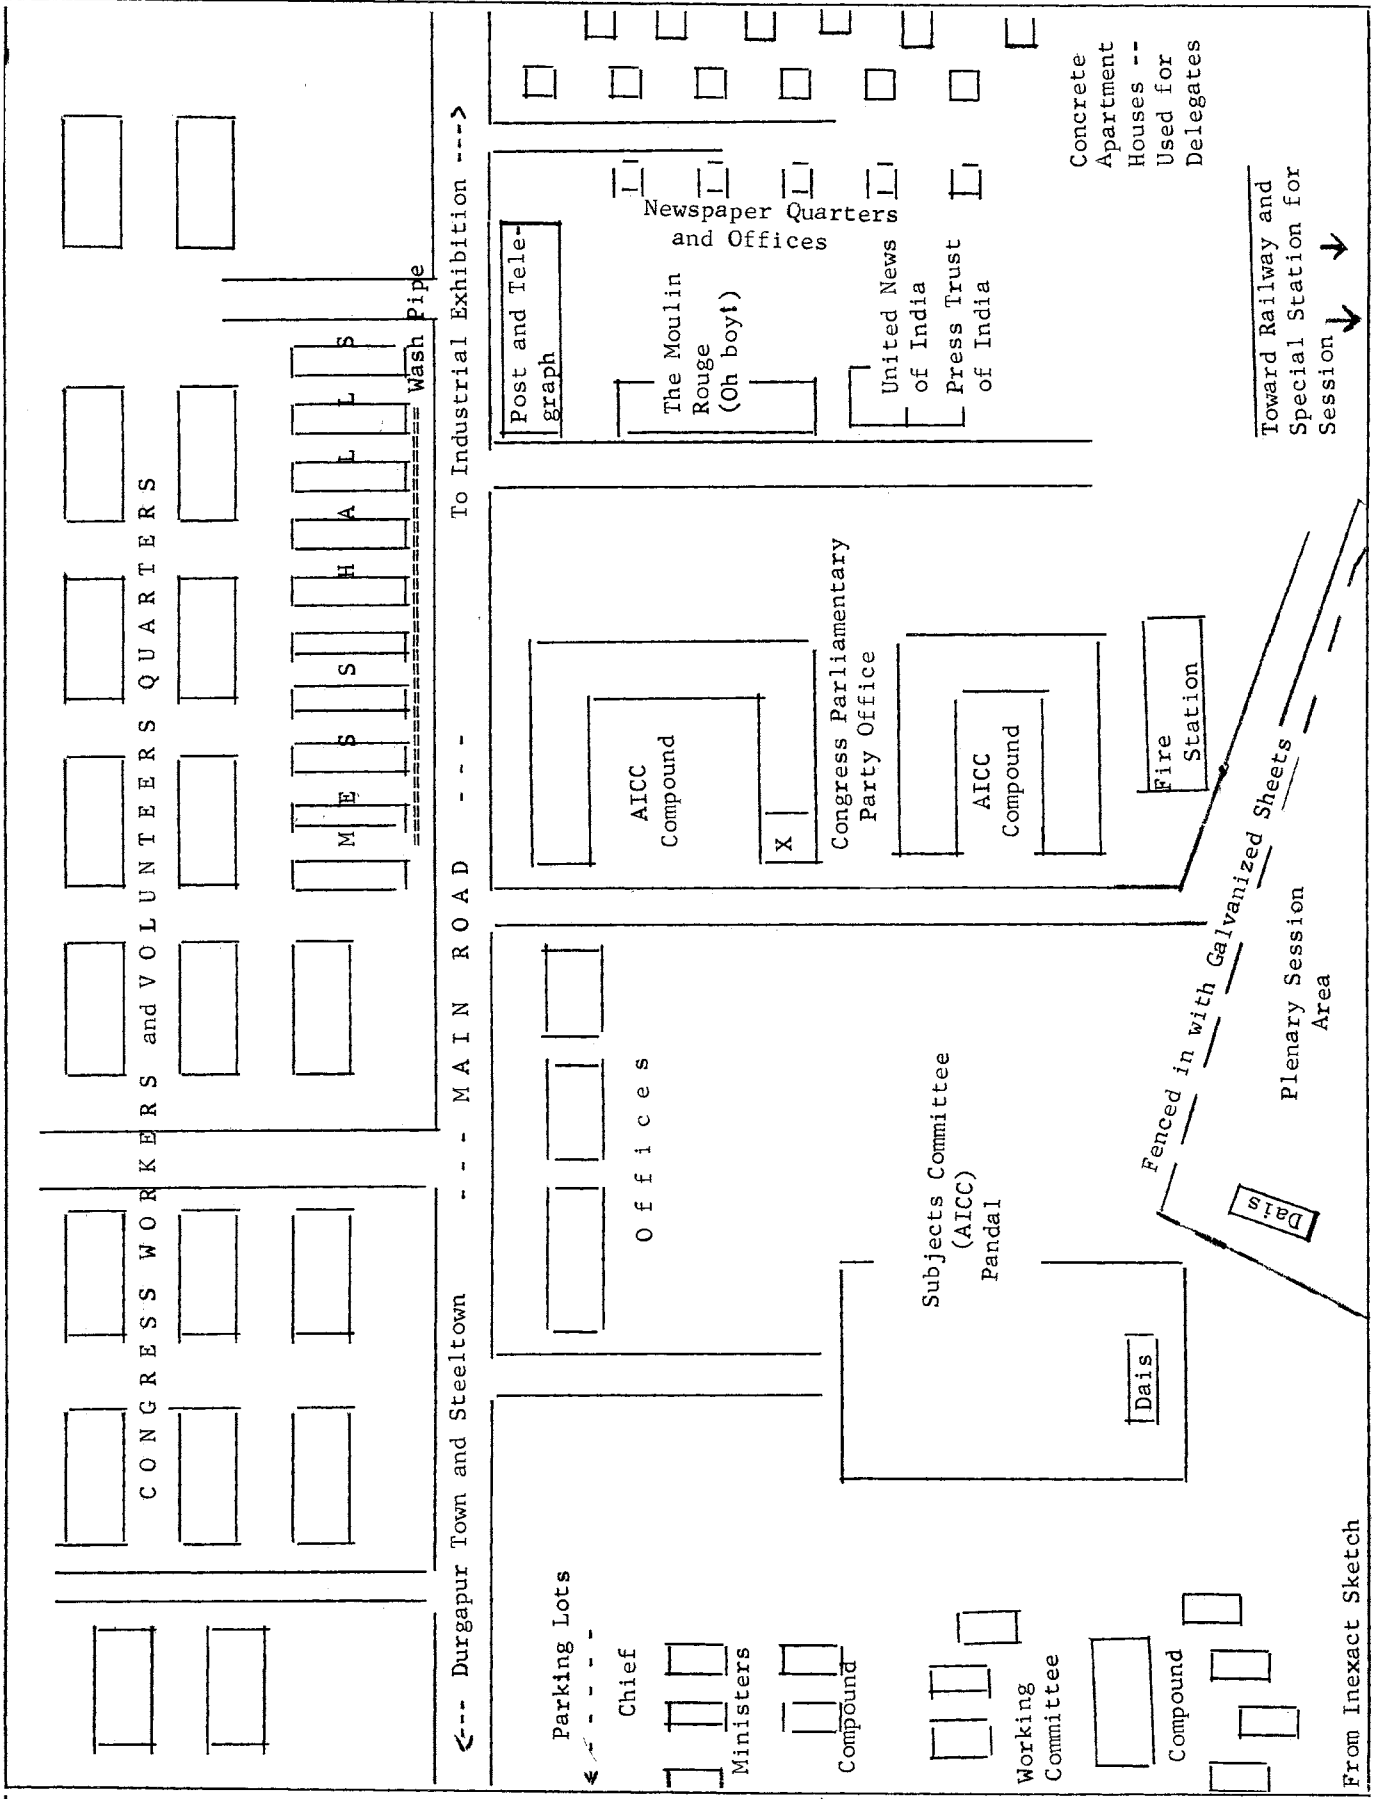 CONGRESS WORKERS and VOLUNTEERS QUARTERS
MESS HALLS
Wash Pipe
<--- Durgapur Town and Steeltown
--- MAIN ROAD ---
To Industrial Exhibition --->
Parking Lots
<- - - - - -
Chief
Ministers
Compound
Working
Committee
Compound
Offices
Subjects Committee
(AICC)
Pandal
Dais
AICC
Compound
X
Congress Parliamentary
Party Office
AICC
Compound
Fire
Station
Post and Tele-
graph
The Moulin
Rouge
(Oh boy!)
Newspaper Quarters
and Offices
United News
of India
Press Trust
of India
Concrete
Apartment
Houses --
Used for
Delegates
Toward Railway and
Special Station for
Session
Fenced in with Galvanized Sheets
Plenary Session
Area
Dais
From Inexact Sketch